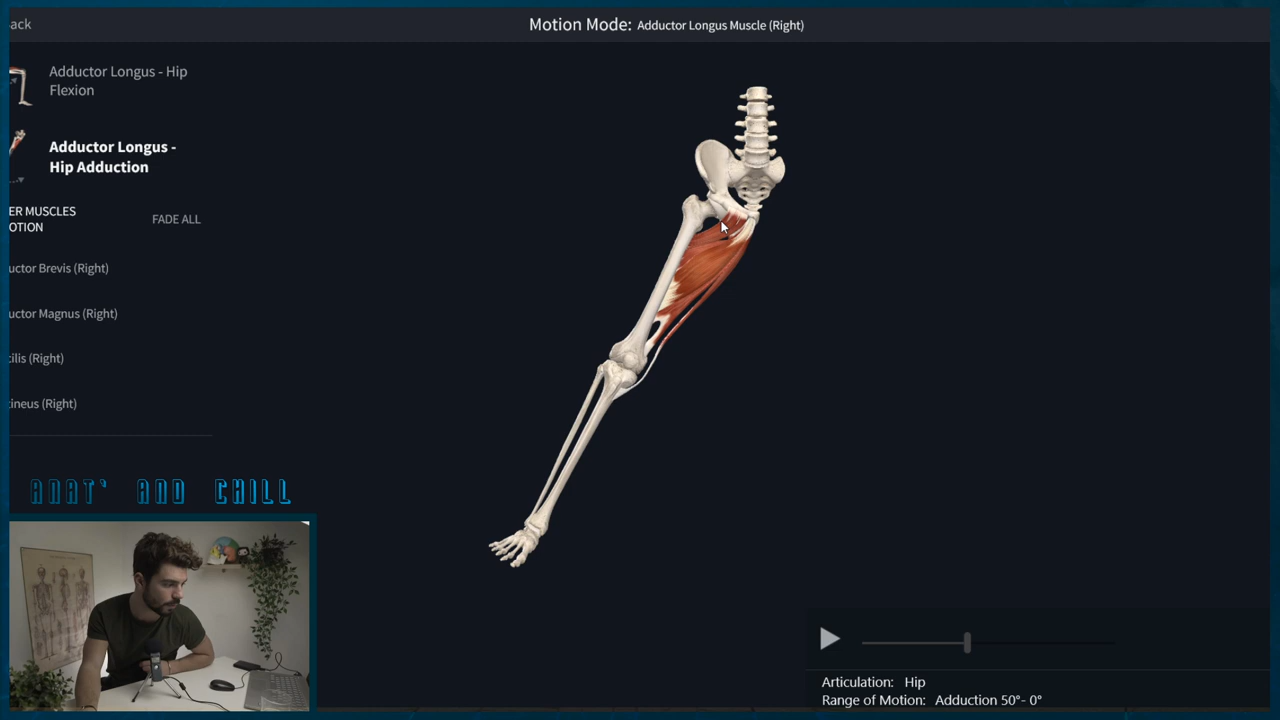 ack
Motion Mode: Adductor Longus Muscle (Right)
Adductor Longus - Hip
Flexion
Adductor Longus -
Hip Adduction
ER MUSCLES
OTION
FADE ALL
uctor Brevis (Right)
uctor Magnus (Right)
cilis (Right)
tineus (Right)
ANAT' AND CHILL
Articulation: Hip
Range of Motion: Adduction 50°- 0°